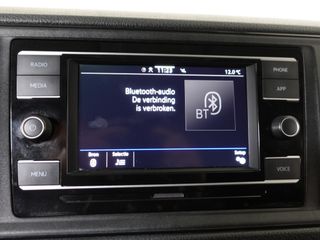 RADIO
MEDIA
MENU
11:23
12.0 °C
Bluetooth-audio
De verbinding
is verbroken.
BT
Bron
Selectie
Setup
PHONE
APP
VOICE